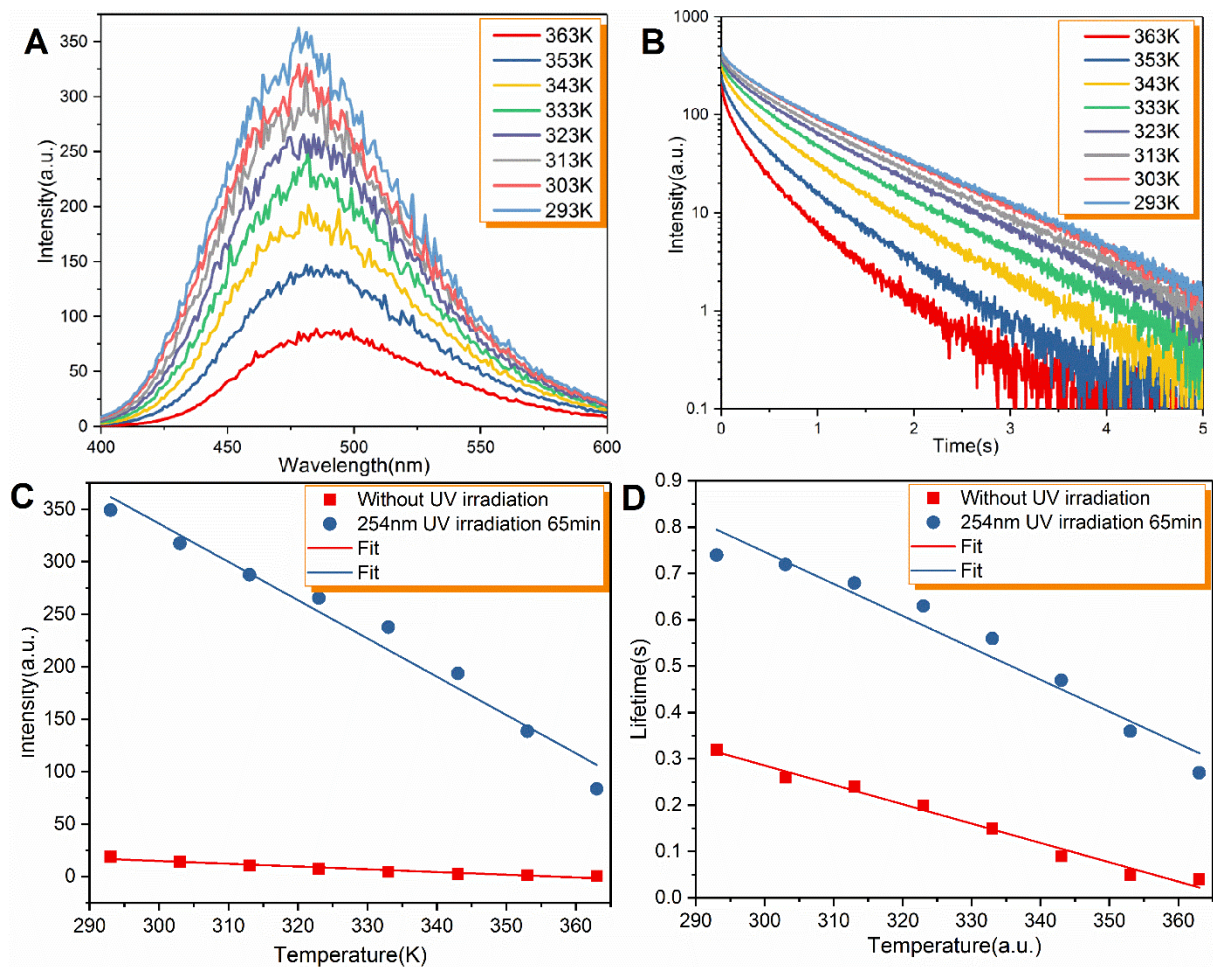 A
363K
353K
343K
333K
323K
313K
303K
293K
350
300
250
200
150
100
50
0
Intensity(a.u.)
400
450
500
550
600
Wavelength(nm)
B
363K
353K
343K
333K
323K
313K
303K
293K
1000
100
10
1
0.1
Intensity(a.u.)
0
1
2
3
4
5
Time(s)
C
Without UV irradiation
254nm UV irradiation 65min
Fit
Fit
350
300
250
200
150
100
50
0
Intensity(a.u.)
290
300
310
320
330
340
350
360
Temperature(K)
D
Without UV irradiation
254nm UV irradiation 65min
Fit
Fit
0.9
0.8
0.7
0.6
0.5
0.4
0.3
0.2
0.1
0.0
Lifetime(s)
290
300
310
320
330
340
350
360
Temperature(a.u.)